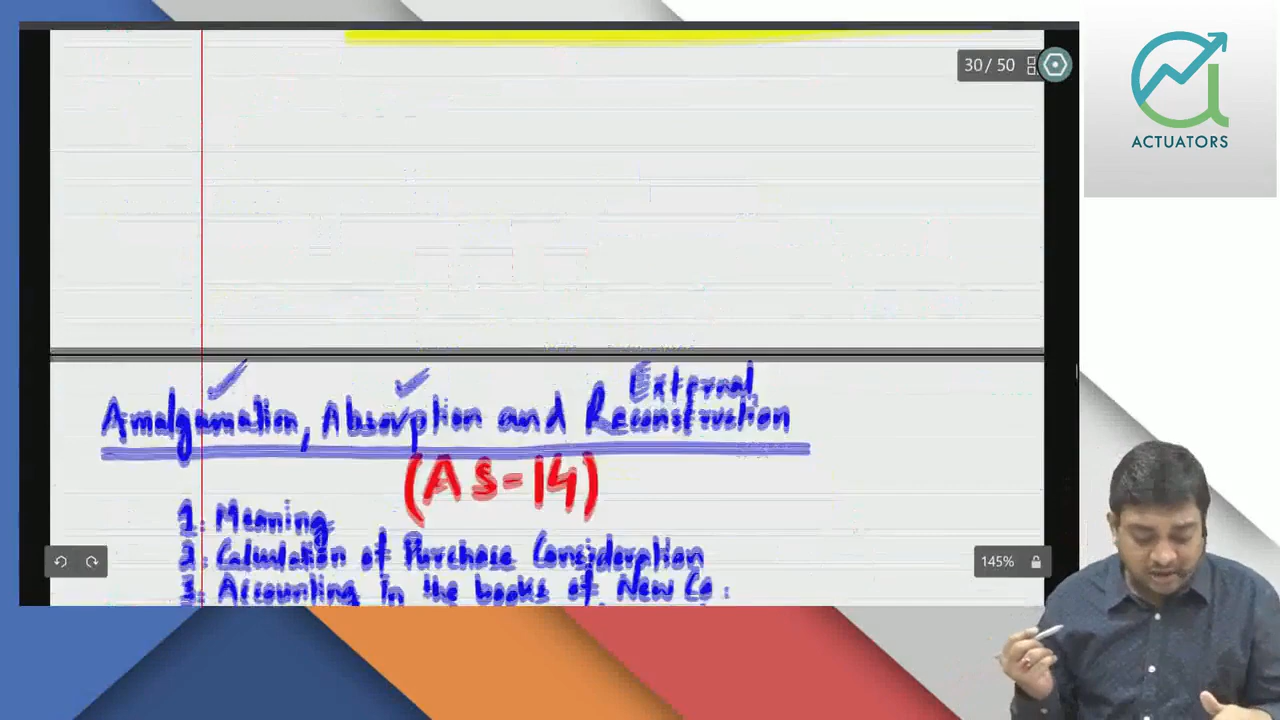 30 / 50
ACTUATORS
External
Amalgamation, Absorption and Reconstruction
(AS-14)
1. Meaning
2. Calculation of Purchase Consideration
3. Accounting in the books of New Co.
145%